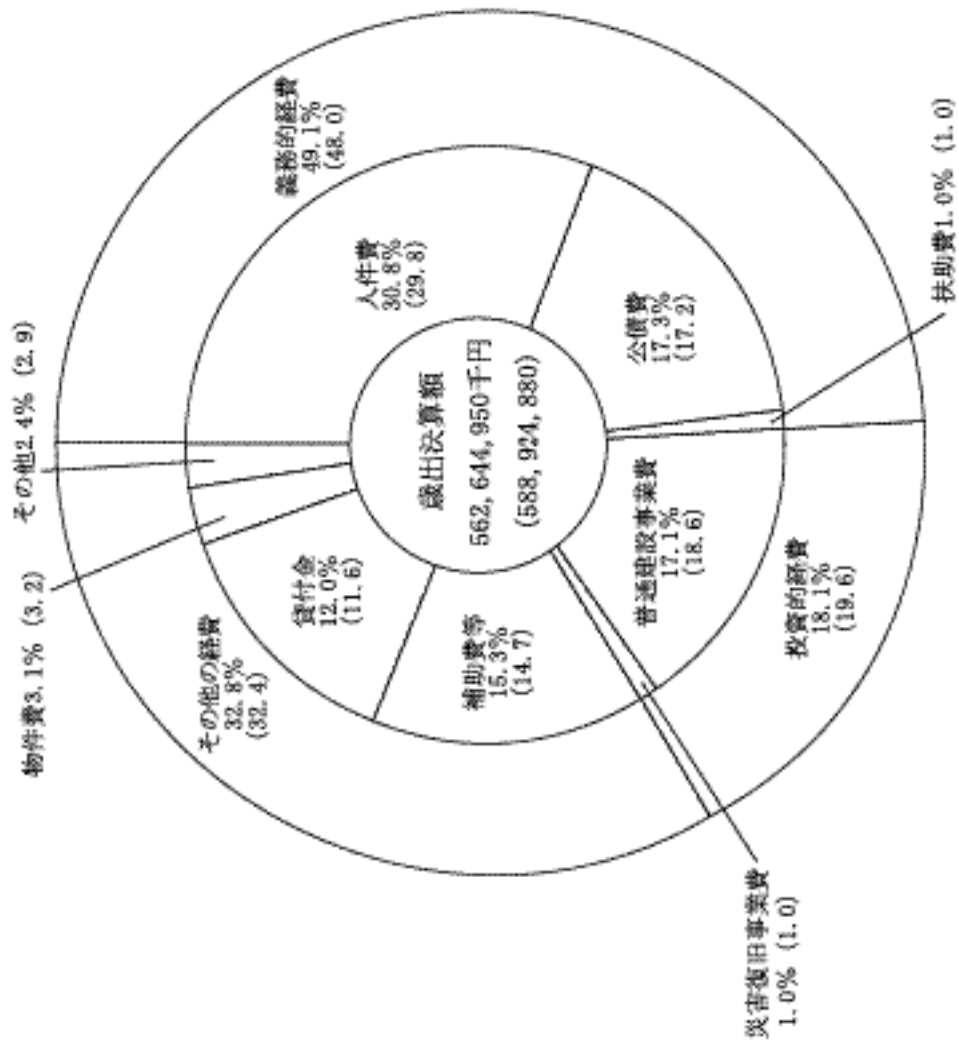 歳出決算額
562,644,950千円
(588,924,880)
義務的経費
49.1%
(48.0)
人件費
30.8%
(29.8)
公債費
17.3%
(17.2)
扶助費1.0% (1.0)
投資的経費
18.1%
(19.6)
普通建設事業費
17.1%
(18.6)
災害復旧事業費
1.0% (1.0)
その他の経費
32.8%
(32.4)
補助費等
15.3%
(14.7)
貸付金
12.0%
(11.6)
物件費3.1% (3.2)
その他2.4% (2.9)